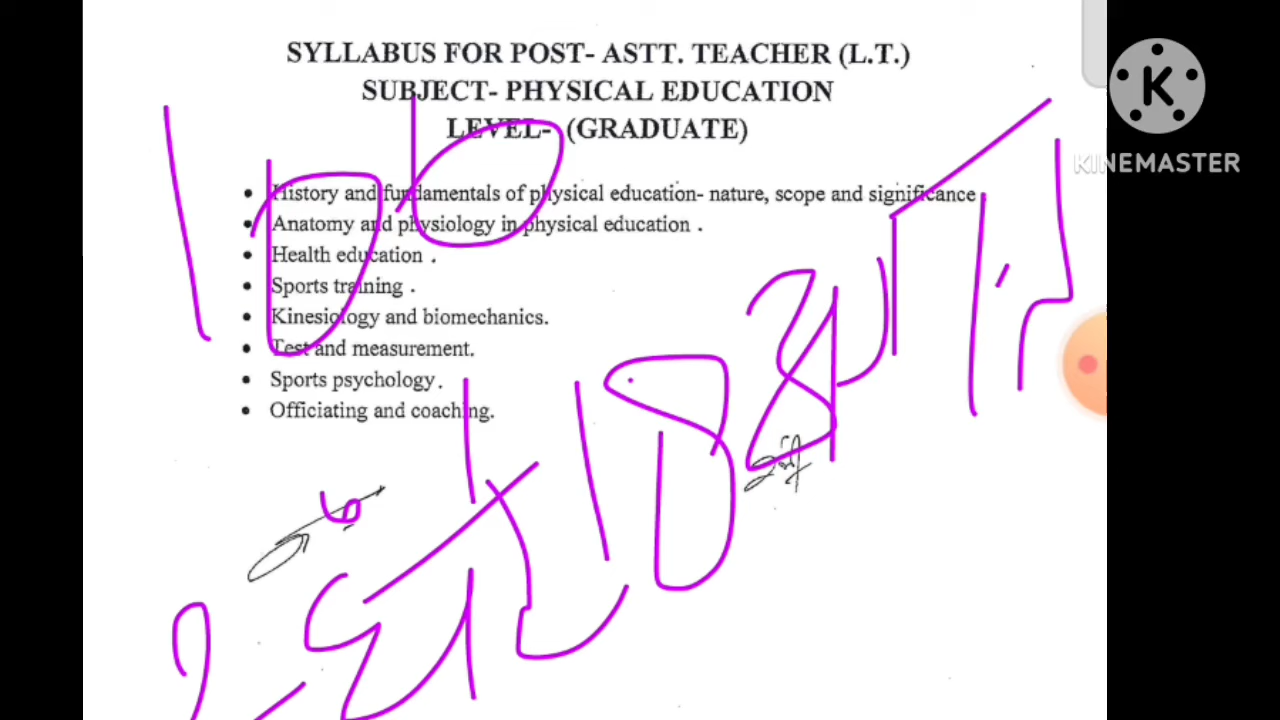 SYLLABUS FOR POST- ASTT. TEACHER (L.T.)
SUBJECT- PHYSICAL EDUCATION
LEVEL- (GRADUATE)
K
KINEMASTER
• History and fundamentals of physical education- nature, scope and significance
• Anatomy and physiology in physical education .
• Health education .
• Sports training .
• Kinesiology and biomechanics.
• Test and measurement.
• Sports psychology.
• Officiating and coaching.